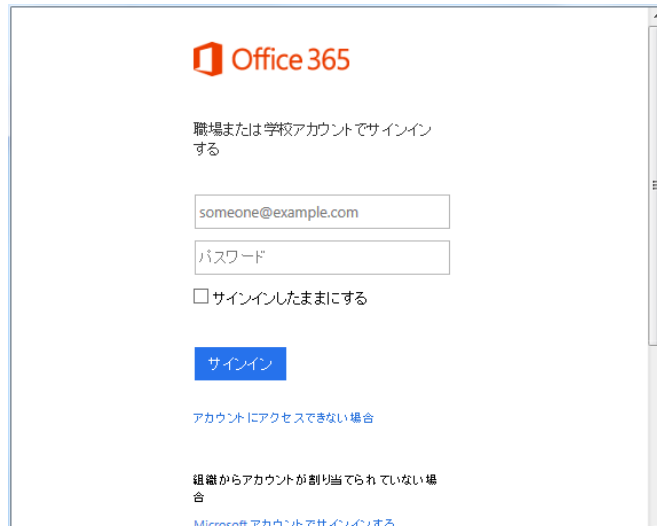 Office 365
職場または学校アカウントでサインイン
する
someone@example.com
パスワード
サインインしたままにする
サインイン
アカウントにアクセスできない場合
組織からアカウントが割り当てられていない場
合
Microsoft アカウントでサインインする